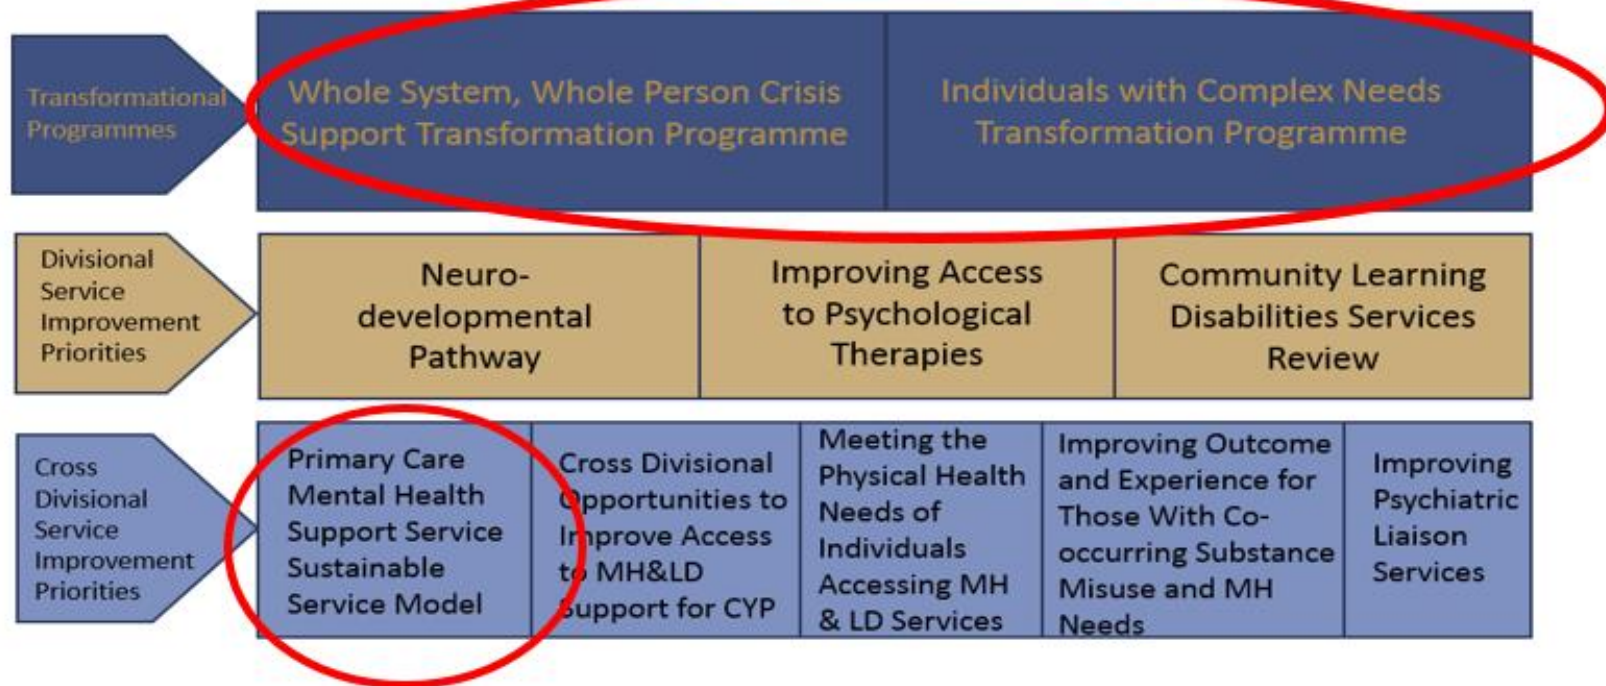 Transformational
Programmes
Whole System, Whole Person Crisis
Support Transformation Programme
Individuals with Complex Needs
Transformation Programme
Divisional
Service
Improvement
Priorities
Neuro-
developmental
Pathway
Improving Access
to Psychological
Therapies
Community Learning
Disabilities Services
Review
Cross
Divisional
Service
Improvement
Priorities
Primary Care
Mental Health
Support Service
Sustainable
Service Model
Cross Divisional
Opportunities to
Improve Access
to MH&LD
Support for CYP
Meeting the
Physical Health
Needs of
Individuals
Accessing MH
& LD Services
Improving Outcome
and Experience for
Those With Co-
occurring Substance
Misuse and MH
Needs
Improving
Psychiatric
Liaison
Services